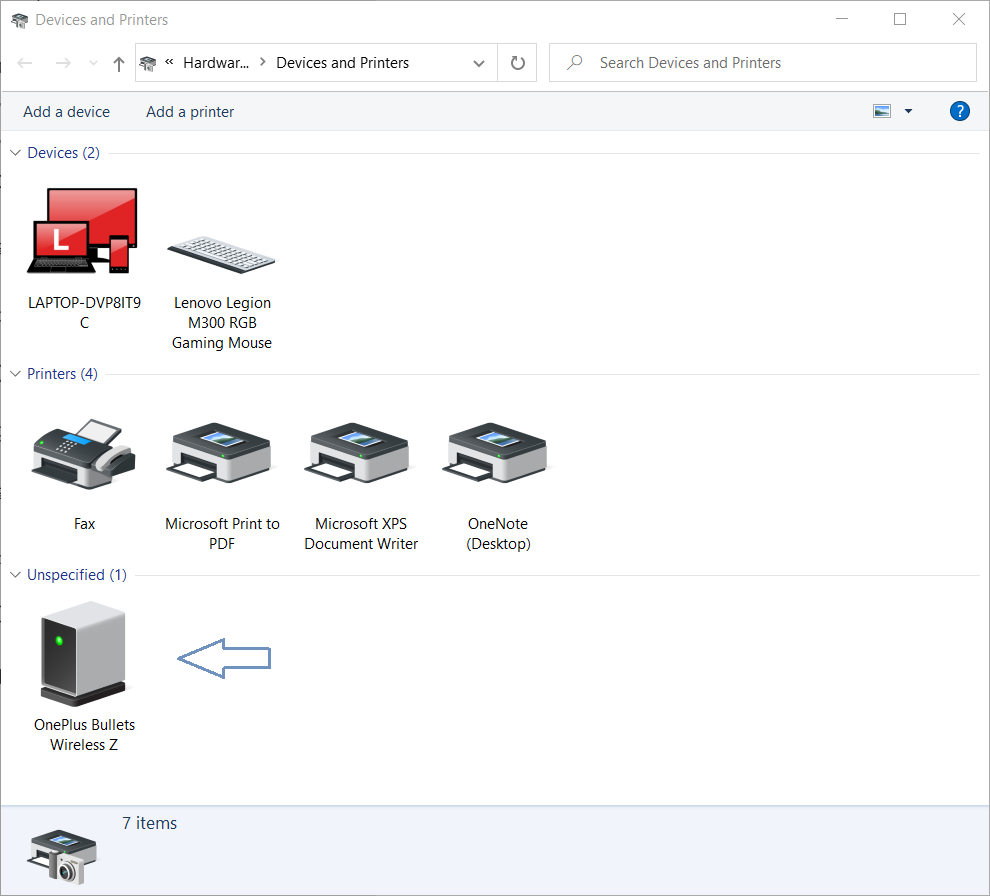 Devices and Printers
« Hardwar... > Devices and Printers
Search Devices and Printers
Add a device
Add a printer
?
Devices (2)
L
LAPTOP-DVP8IT9
C
Lenovo Legion
M300 RGB
Gaming Mouse
Printers (4)
Fax
Microsoft Print to
PDF
Microsoft XPS
Document Writer
OneNote
(Desktop)
Unspecified (1)
OnePlus Bullets
Wireless Z
7 items